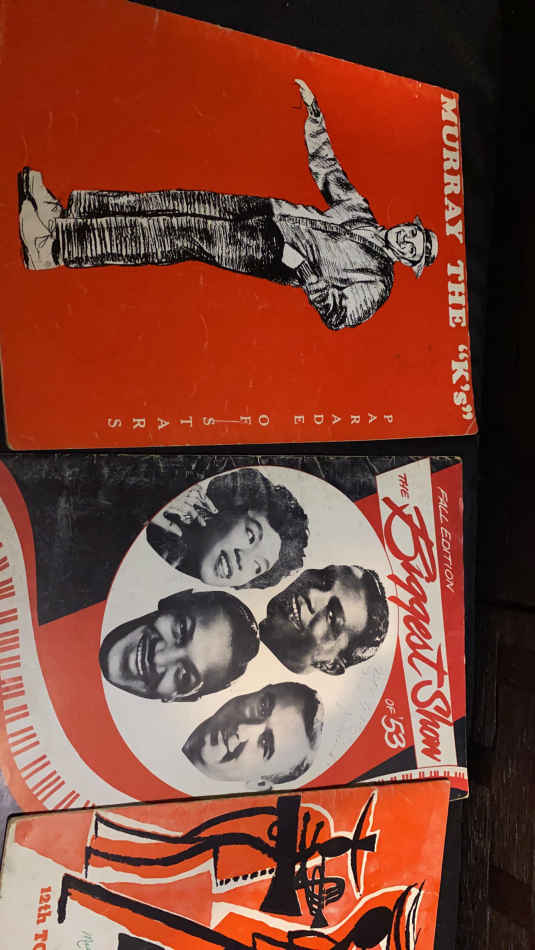 MURRAY THE "K's"
PARADE OF STARS
FALL EDITION
THE
Biggest Show
OF '53
12th